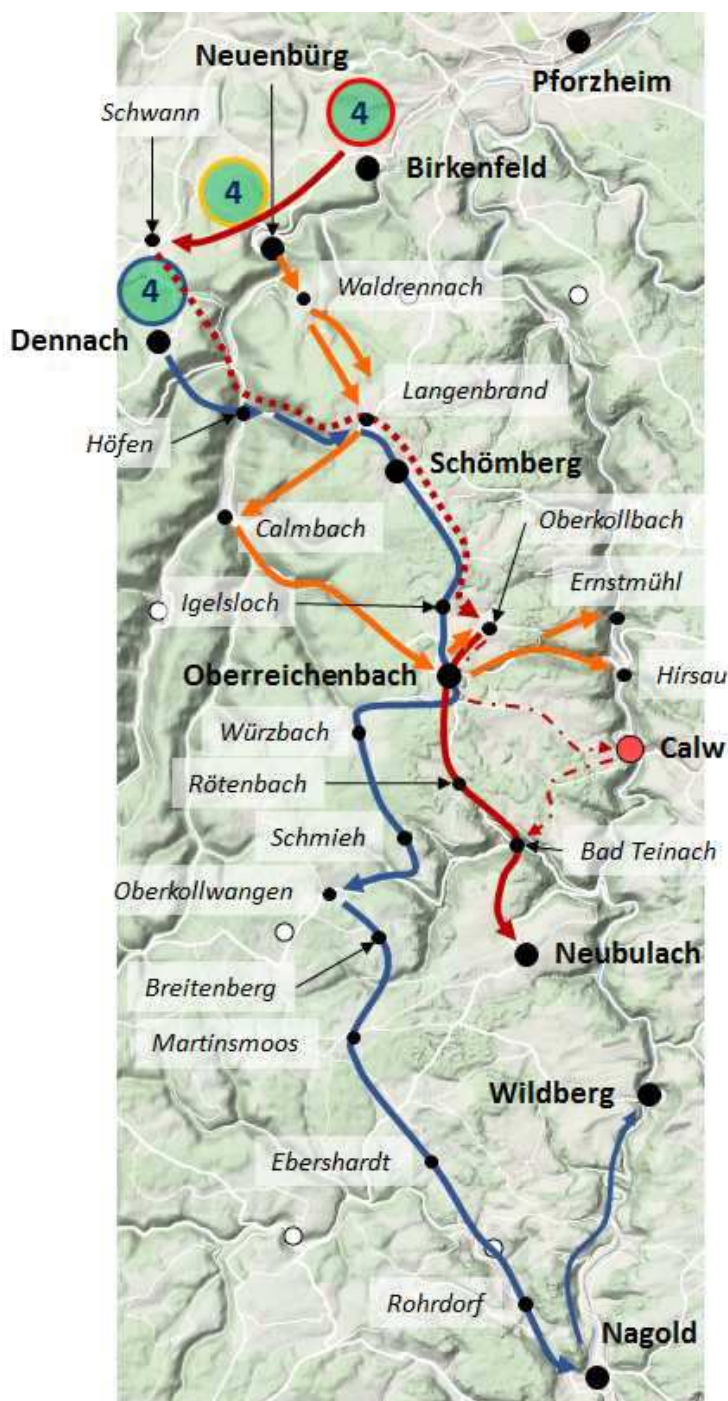 Neuenbürg
Pforzheim
Schwann
4
Birkenfeld
4
4
Waldrennach
Dennach
Langenbrand
Höfen
Schömberg
Calmbach
Oberkollbach
Igelsloch
Ernstmühl
Oberreichenbach
Hirsau
Würzbach
Calw
Rötenbach
Schmieh
Bad Teinach
Oberkollwangen
Neubulach
Breitenberg
Martinsmoos
Wildberg
Ebershardt
Rohrdorf
Nagold